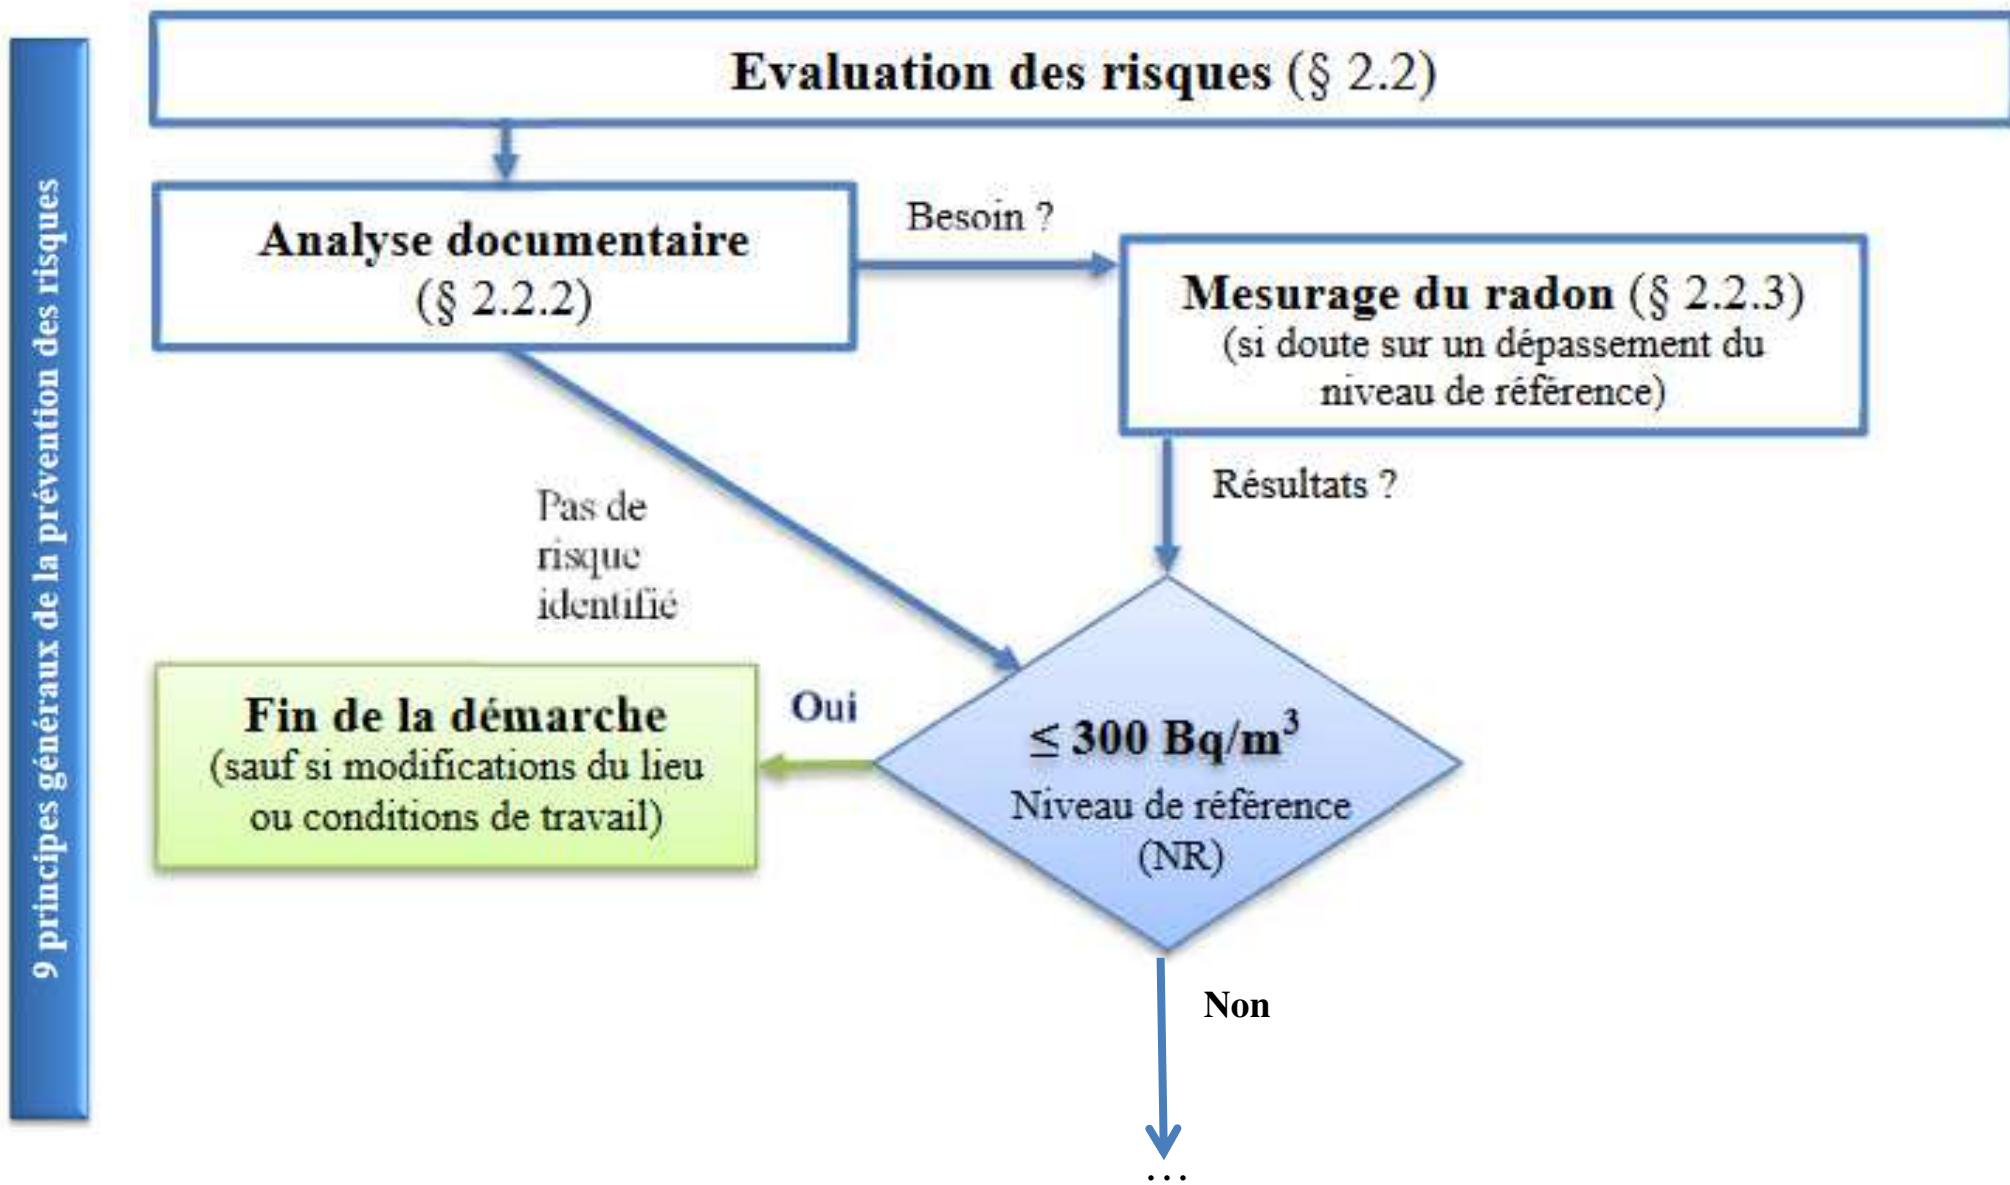 9 principes généraux de la prévention des risques
Evaluation des risques (§ 2.2)
Analyse documentaire
(§ 2.2.2)
Besoin ?
Mesurage du radon (§ 2.2.3)
(si doute sur un dépassement du
niveau de référence)
Résultats ?
Pas de
risque
identifié
Fin de la démarche
(sauf si modifications du lieu
ou conditions de travail)
Oui
≤ 300 Bq/m³
Niveau de référence
(NR)
Non
...